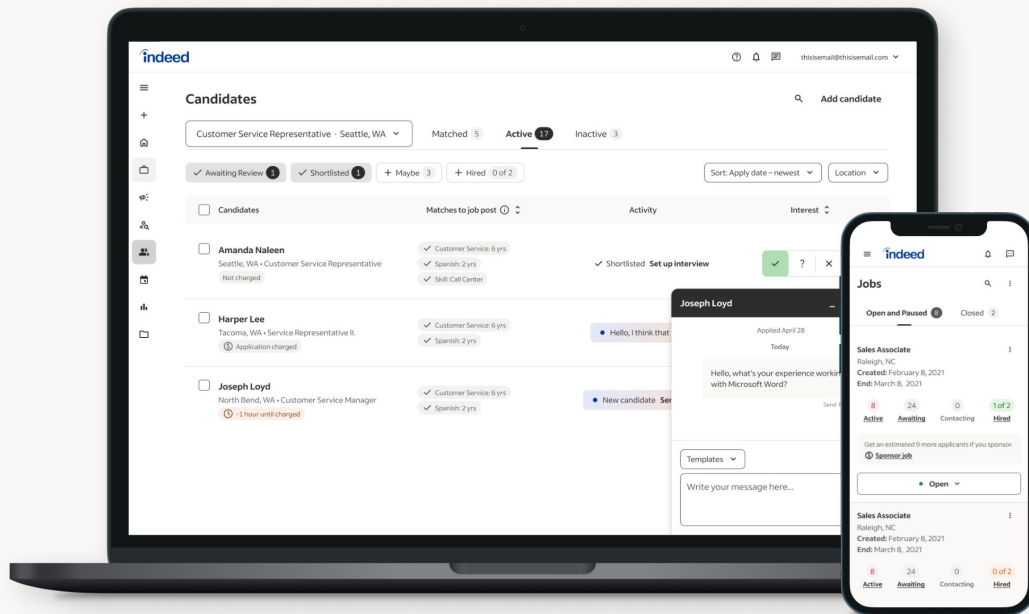 indeed
thisisemail@thisisemail.com
Candidates
Add candidate
Customer Service Representative · Seattle, WA
Matched 5
Active 17
Inactive 3
Awaiting Review 1
Shortlisted 1
+ Maybe 3
+ Hired 0 of 2
Sort: Apply date – newest
Location
Candidates
Matches to job post
Activity
Interest
Amanda Naleen
Seattle, WA • Customer Service Representative
Not charged
Customer Service: 6 yrs
Spanish: 2 yrs
Skill: Call Center
Shortlisted Set up interview
?
Harper Lee
Tacoma, WA • Service Representative II.
Application charged
Customer Service: 6 yrs
Spanish: 2 yrs
Hello, I think that
Joseph Loyd
North Bend, WA • Customer Service Manager
-1 hour until charged
Customer Service: 6 yrs
Spanish: 2 yrs
New candidate
Joseph Loyd
Applied April 28
Today
Hello, what's your experience
with Microsoft Word?
Templates
Write your message here...
indeed
Jobs
Open and Paused 8
Closed 2
Sales Associate
Raleigh, NC
Created: February 8, 2021
End: March 8, 2021
8 24 0 1 of 2
Active Awaiting Contacting Hired
Get an estimated 9 more applicants if you sponsor.
Sponsor job
Open
Sales Associate
Raleigh, NC
Created: February 8, 2021
End: March 8, 2021
8 24 0 0 of 2
Active Awaiting Contacting Hired